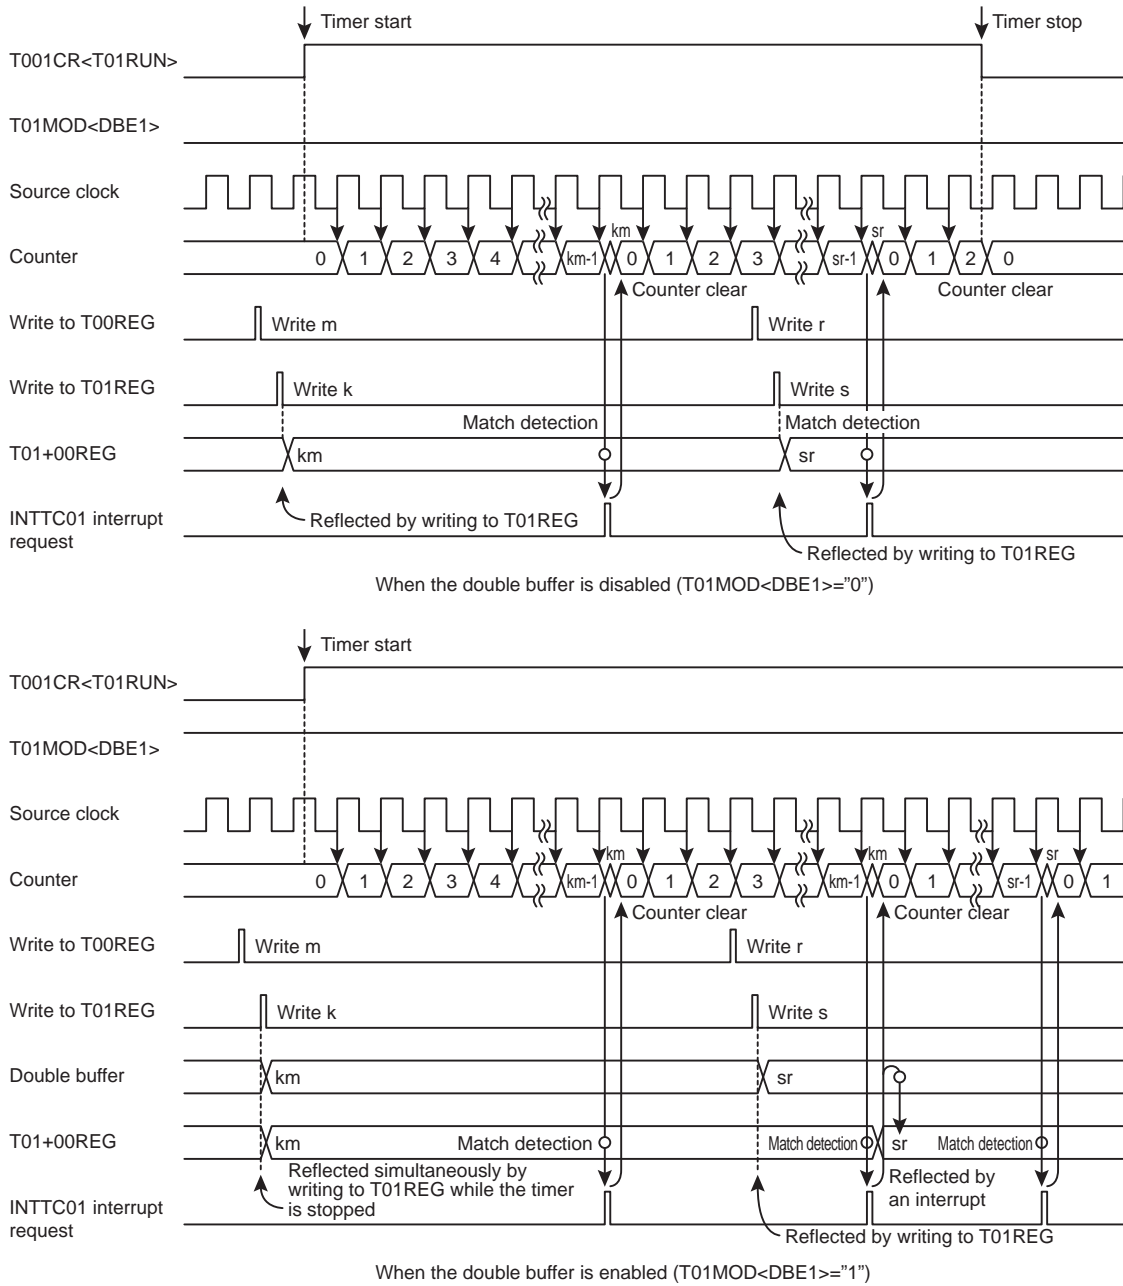 Timer start
Timer stop
T001CR<T01RUN>
T01MOD<DBE1>
Source clock
km
sr
Counter
0 1 2 3 4 km-1 0 1 2 3 sr-1 0 1 2 0
Counter clear
Counter clear
Write to T00REG
Write m
Write r
Write to T01REG
Write k
Write s
Match detection
Match detection
T01+00REG
km
sr
INTTC01 interrupt
request
Reflected by writing to T01REG
Reflected by writing to T01REG
When the double buffer is disabled (T01MOD<DBE1>="0")
Timer start
T001CR<T01RUN>
T01MOD<DBE1>
Source clock
km
km
sr
Counter
0 1 2 3 4 km-1 0 1 2 3 km-1 0 1 sr-1 0 1
Counter clear
Counter clear
Write to T00REG
Write m
Write r
Write to T01REG
Write k
Write s
Double buffer
km
sr
T01+00REG
km
Match detection
Match detection
sr
Match detection
Reflected simultaneously by
writing to T01REG while the timer
is stopped
Reflected by
an interrupt
INTTC01 interrupt
request
Reflected by writing to T01REG
When the double buffer is enabled (T01MOD<DBE1>="1")